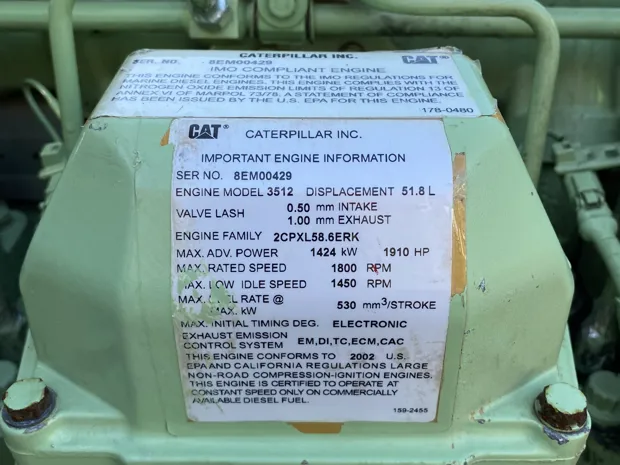 CATERPILLAR INC. CAT®
SER. NO. 8EM00429
IMO COMPLIANT ENGINE
THIS ENGINE CONFORMS TO THE IMO REGULATIONS FOR
MARINE DIESEL ENGINES. THIS ENGINE COMPLIES WITH THE
NITROGEN OXIDE EMISSION LIMITS OF REGULATION 13 OF
ANNEX VI OF MARPOL 73/78. A STATEMENT OF COMPLIANCE
HAS BEEN ISSUED BY THE U.S. EPA FOR THIS ENGINE.
178-0480
CAT® CATERPILLAR INC.
IMPORTANT ENGINE INFORMATION
SER NO. 8EM00429
ENGINE MODEL 3512 DISPLACEMENT 51.8 L
VALVE LASH 0.50 mm INTAKE
1.00 mm EXHAUST
ENGINE FAMILY 2CPXL58.6ERK
MAX. ADV. POWER 1424 kW 1910 HP
MAX. RATED SPEED 1800 RPM
MAX. LOW IDLE SPEED 1450 RPM
MAX. FUEL RATE @ 530 mm³/STROKE
MAX. kW
MAX. INITIAL TIMING DEG. ELECTRONIC
EXHAUST EMISSION
CONTROL SYSTEM EM,DI,TC,ECM,CAC
THIS ENGINE CONFORMS TO 2002 U.S.
EPA AND CALIFORNIA REGULATIONS LARGE
NON-ROAD COMPRESSION-IGNITION ENGINES.
THIS ENGINE IS CERTIFIED TO OPERATE AT
CONSTANT SPEED ONLY ON COMMERCIALLY
AVAILABLE DIESEL FUEL.
159-2455